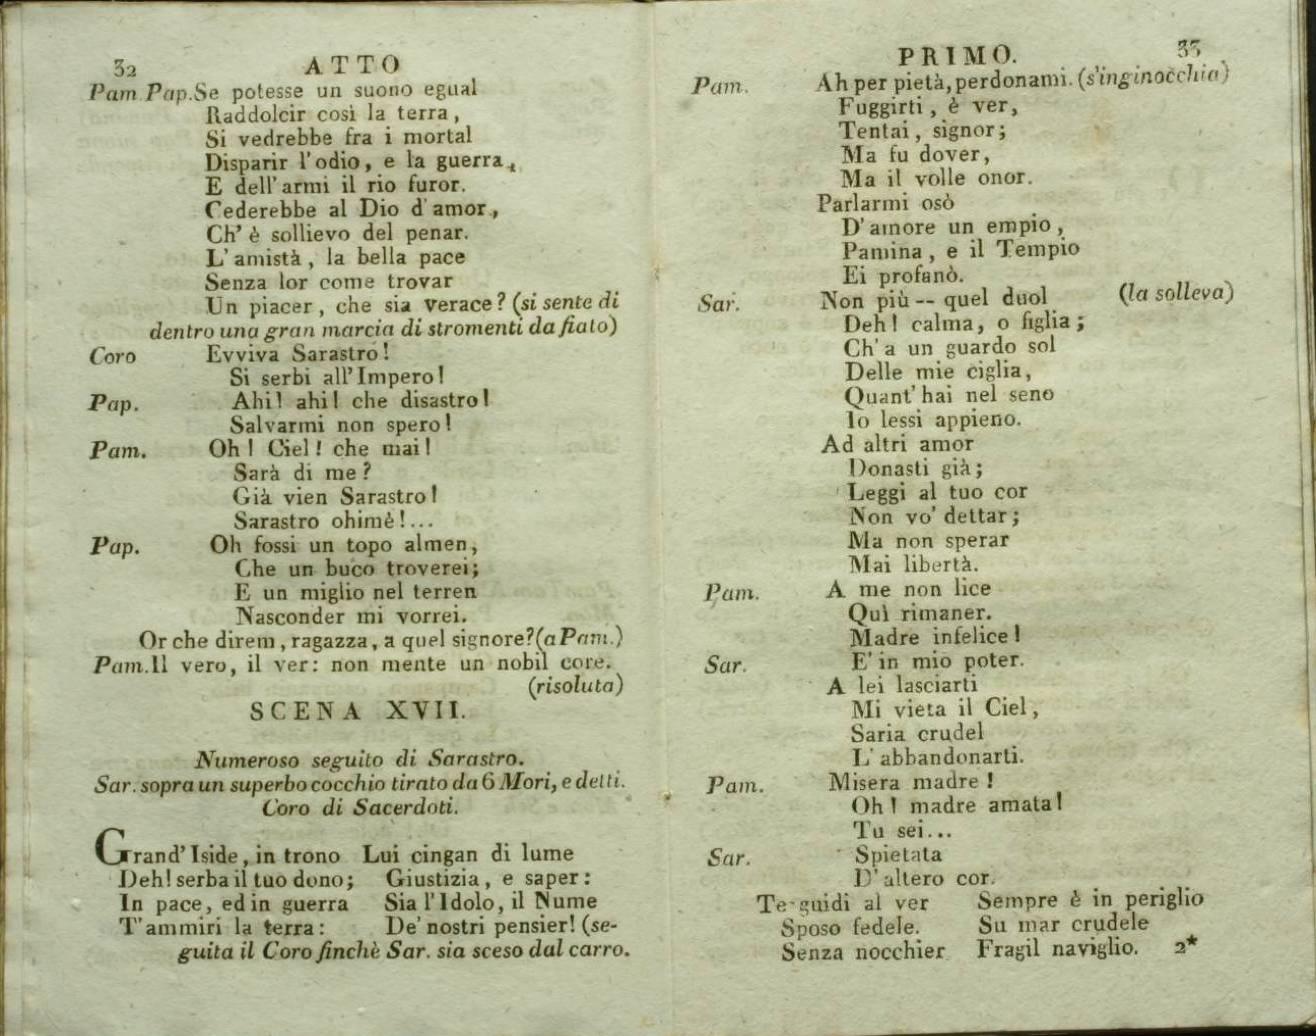 32 ATTO
Pam Pap. Se potesse un suono egual
Raddolcir così la terra,
Si vedrebbe fra i mortal
Disparir l'odio, e la guerra,
E dell'armi il rio furor.
Cederebbe al Dio d'amor,
Ch' è sollievo del penar.
L'amistà, la bella pace
Senza lor come trovar
Un piacer, che sia verace? (si sente di
dentro una gran marcia di stromenti da fiato)
Coro Evviva Sarastro!
Si serbi all'Impero!
Pap. Ahi! ahi! che disastro!
Salvarmi non spero!
Pam. Oh! Ciel! che mai!
Sarà di me?
Già vien Sarastro!
Sarastro ohimè!...
Pap. Oh fossi un topo almen,
Che un buco troverei;
E un miglio nel terren
Nasconder mi vorrei.
Or che direm, ragazza, a quel signore? (a Pam.)
Pam. Il vero, il ver: non mente un nobil core.
(risoluta)
SCENA XVII.
Numeroso seguito di Sarastro.
Sar. sopra un superbo cocchio tirato da 6 Mori, e detti.
Coro di Sacerdoti.
Grand' Iside, in trono
Deh! serba il tuo dono;
In pace, ed in guerra
T'ammiri la terra:
Lui cingan di lume
Giustizia, e saper:
Sia l'Idolo, il Nume
De' nostri pensier! (se-
guita il Coro finchè Sar. sia sceso dal carro.
PRIMO. 33
Pam. Ah per pietà, perdonami. (s'inginocchia)
Fuggirti, è ver,
Tentai, signor;
Ma fu dover,
Ma il volle onor.
Parlarmi osò
D'amore un empio,
Pamina, e il Tempio
Ei profanò.
Sar. Non più -- quel duol (la solleva)
Deh! calma, o figlia;
Ch' a un guardo sol
Delle mie ciglia,
Quant' hai nel seno
Io lessi appieno.
Ad altri amor
Donasti già;
Leggi al tuo cor
Non vo' dettar;
Ma non sperar
Mai libertà.
Pam. A me non lice
Quì rimaner.
Madre infelice!
Sar. E' in mio poter.
A lei lasciarti
Mi vieta il Ciel,
Saria crudel
L'abbandonarti.
Pam. Misera madre!
Oh! madre amata!
Tu sei...
Sar. Spietata
D'altero cor.
Te guidi al ver
Sposo fedele.
Senza nocchier
Sempre è in periglio
Su mar crudele
Fragil naviglio.
2*